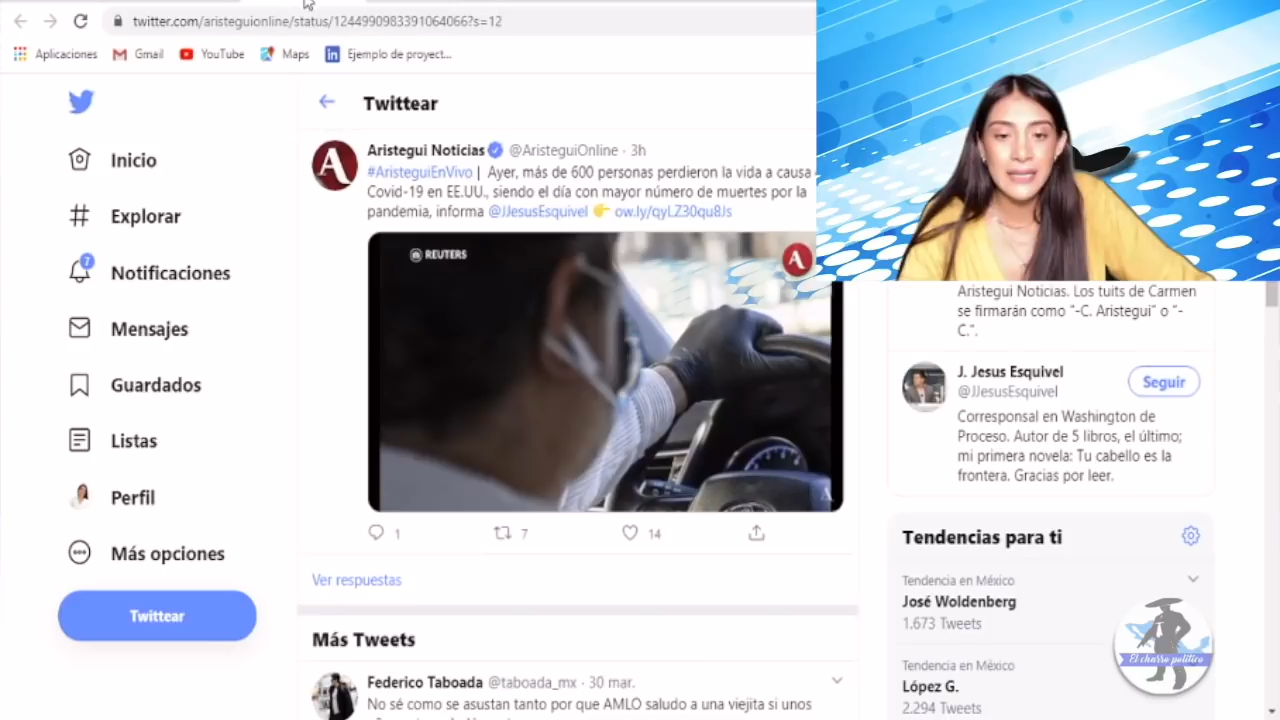 twitter.com/aristeguionline/status/1244990983391064066?s=12
Aplicaciones
Gmail
YouTube
Maps
Ejemplo de proyect...
Inicio
Explorar
7
Notificaciones
Mensajes
Guardados
Listas
Perfil
Más opciones
Twittear
Twittear
Aristegui Noticias @AristeguiOnline · 3h
#AristeguiEnVivo | Ayer, más de 600 personas perdieron la vida a causa
Covid-19 en EE.UU., siendo el día con mayor número de muertes por la
pandemia, informa @JJesusEsquivel 👉 ow.ly/qyLZ30qu8Js
REUTERS
A
1
7
14
Ver respuestas
Más Tweets
Federico Taboada @taboada_mx · 30 mar.
No sé como se asustan tanto por que AMLO saludo a una viejita si unos
Aristegui Noticias. Los tuits de Carmen
se firmarán como "-C. Aristegui" o "-
C.".
J. Jesus Esquivel
@JJesusEsquivel
Seguir
Corresponsal en Washington de
Proceso. Autor de 5 libros, el último;
mi primera novela: Tu cabello es la
frontera. Gracias por leer.
Tendencias para ti
Tendencia en México
José Woldenberg
1.673 Tweets
Tendencia en México
López G.
2.294 Tweets
El charro político